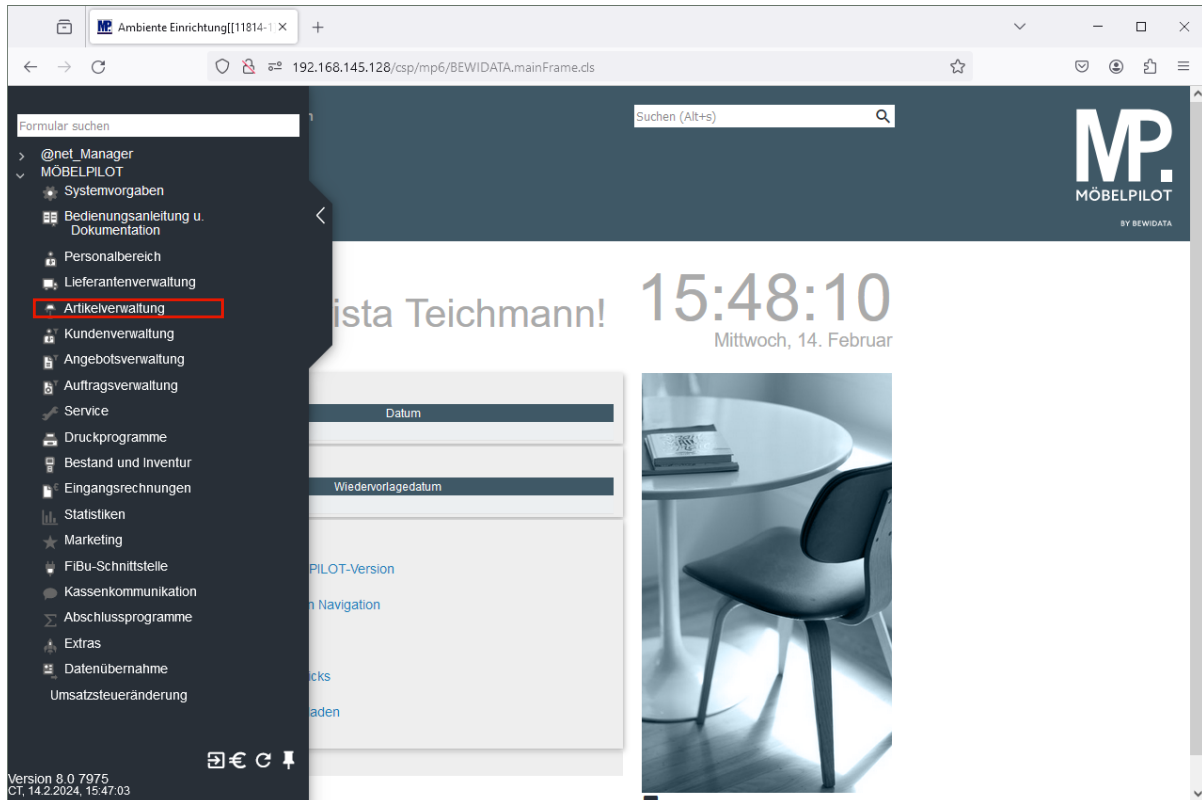 Ambiente Einrichtung[[11814-1]
192.168.145.128/csp/mp6/BEWIDATA.mainFrame.cls
Formular suchen
Suchen (Alt+s)
@net_Manager
MÖBELPILOT
Systemvorgaben
Bedienungsanleitung u.
Dokumentation
Personalbereich
Lieferantenverwaltung
Artikelverwaltung
Kundenverwaltung
Angebotsverwaltung
Auftragsverwaltung
Service
Druckprogramme
Bestand und Inventur
Eingangsrechnungen
Statistiken
Marketing
FiBu-Schnittstelle
Kassenkommunikation
Abschlussprogramme
Extras
Datenübernahme
Umsatzsteueränderung
Version 8.0 7975
CT, 14.2.2024, 15:47:03
MP.
MÖBELPILOT
BY BEWIDATA
ista Teichmann!
15:48:10
Mittwoch, 14. Februar
Datum
Wiedervorlagedatum
PILOT-Version
n Navigation
icks
aden